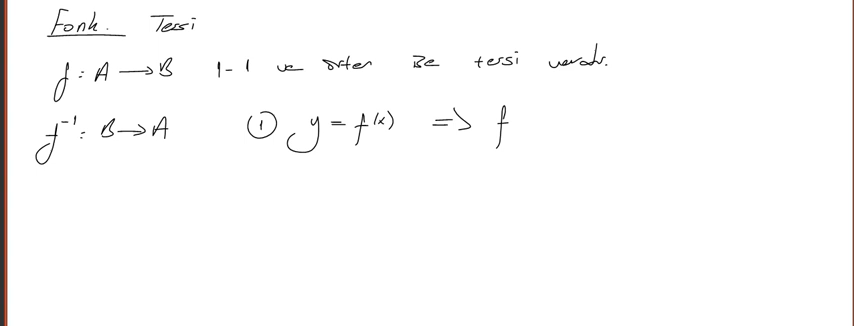 Fonk. Tersi
f: A → B 1-1 ve örten ise tersi vardır.
f⁻¹: B → A ① y = f(x) => f